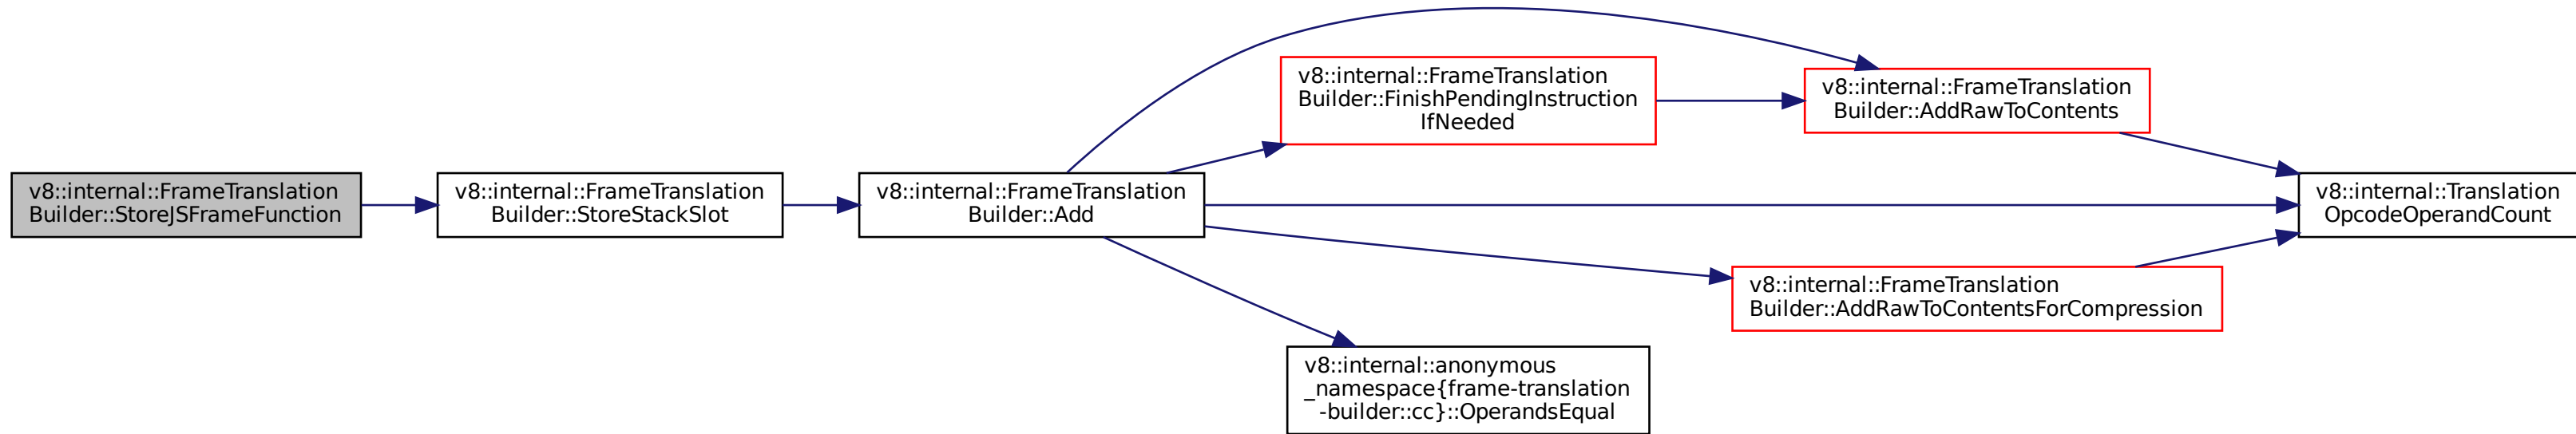 v8::internal::FrameTranslation
Builder::StoreJSFrameFunction
v8::internal::FrameTranslation
Builder::StoreStackSlot
v8::internal::FrameTranslation
Builder::Add
v8::internal::FrameTranslation
Builder::FinishPendingInstruction
IfNeeded
v8::internal::FrameTranslation
Builder::AddRawToContents
v8::internal::Translation
OpcodeOperandCount
v8::internal::FrameTranslation
Builder::AddRawToContentsForCompression
v8::internal::anonymous
_namespace{frame-translation
-builder::cc}::OperandsEqual